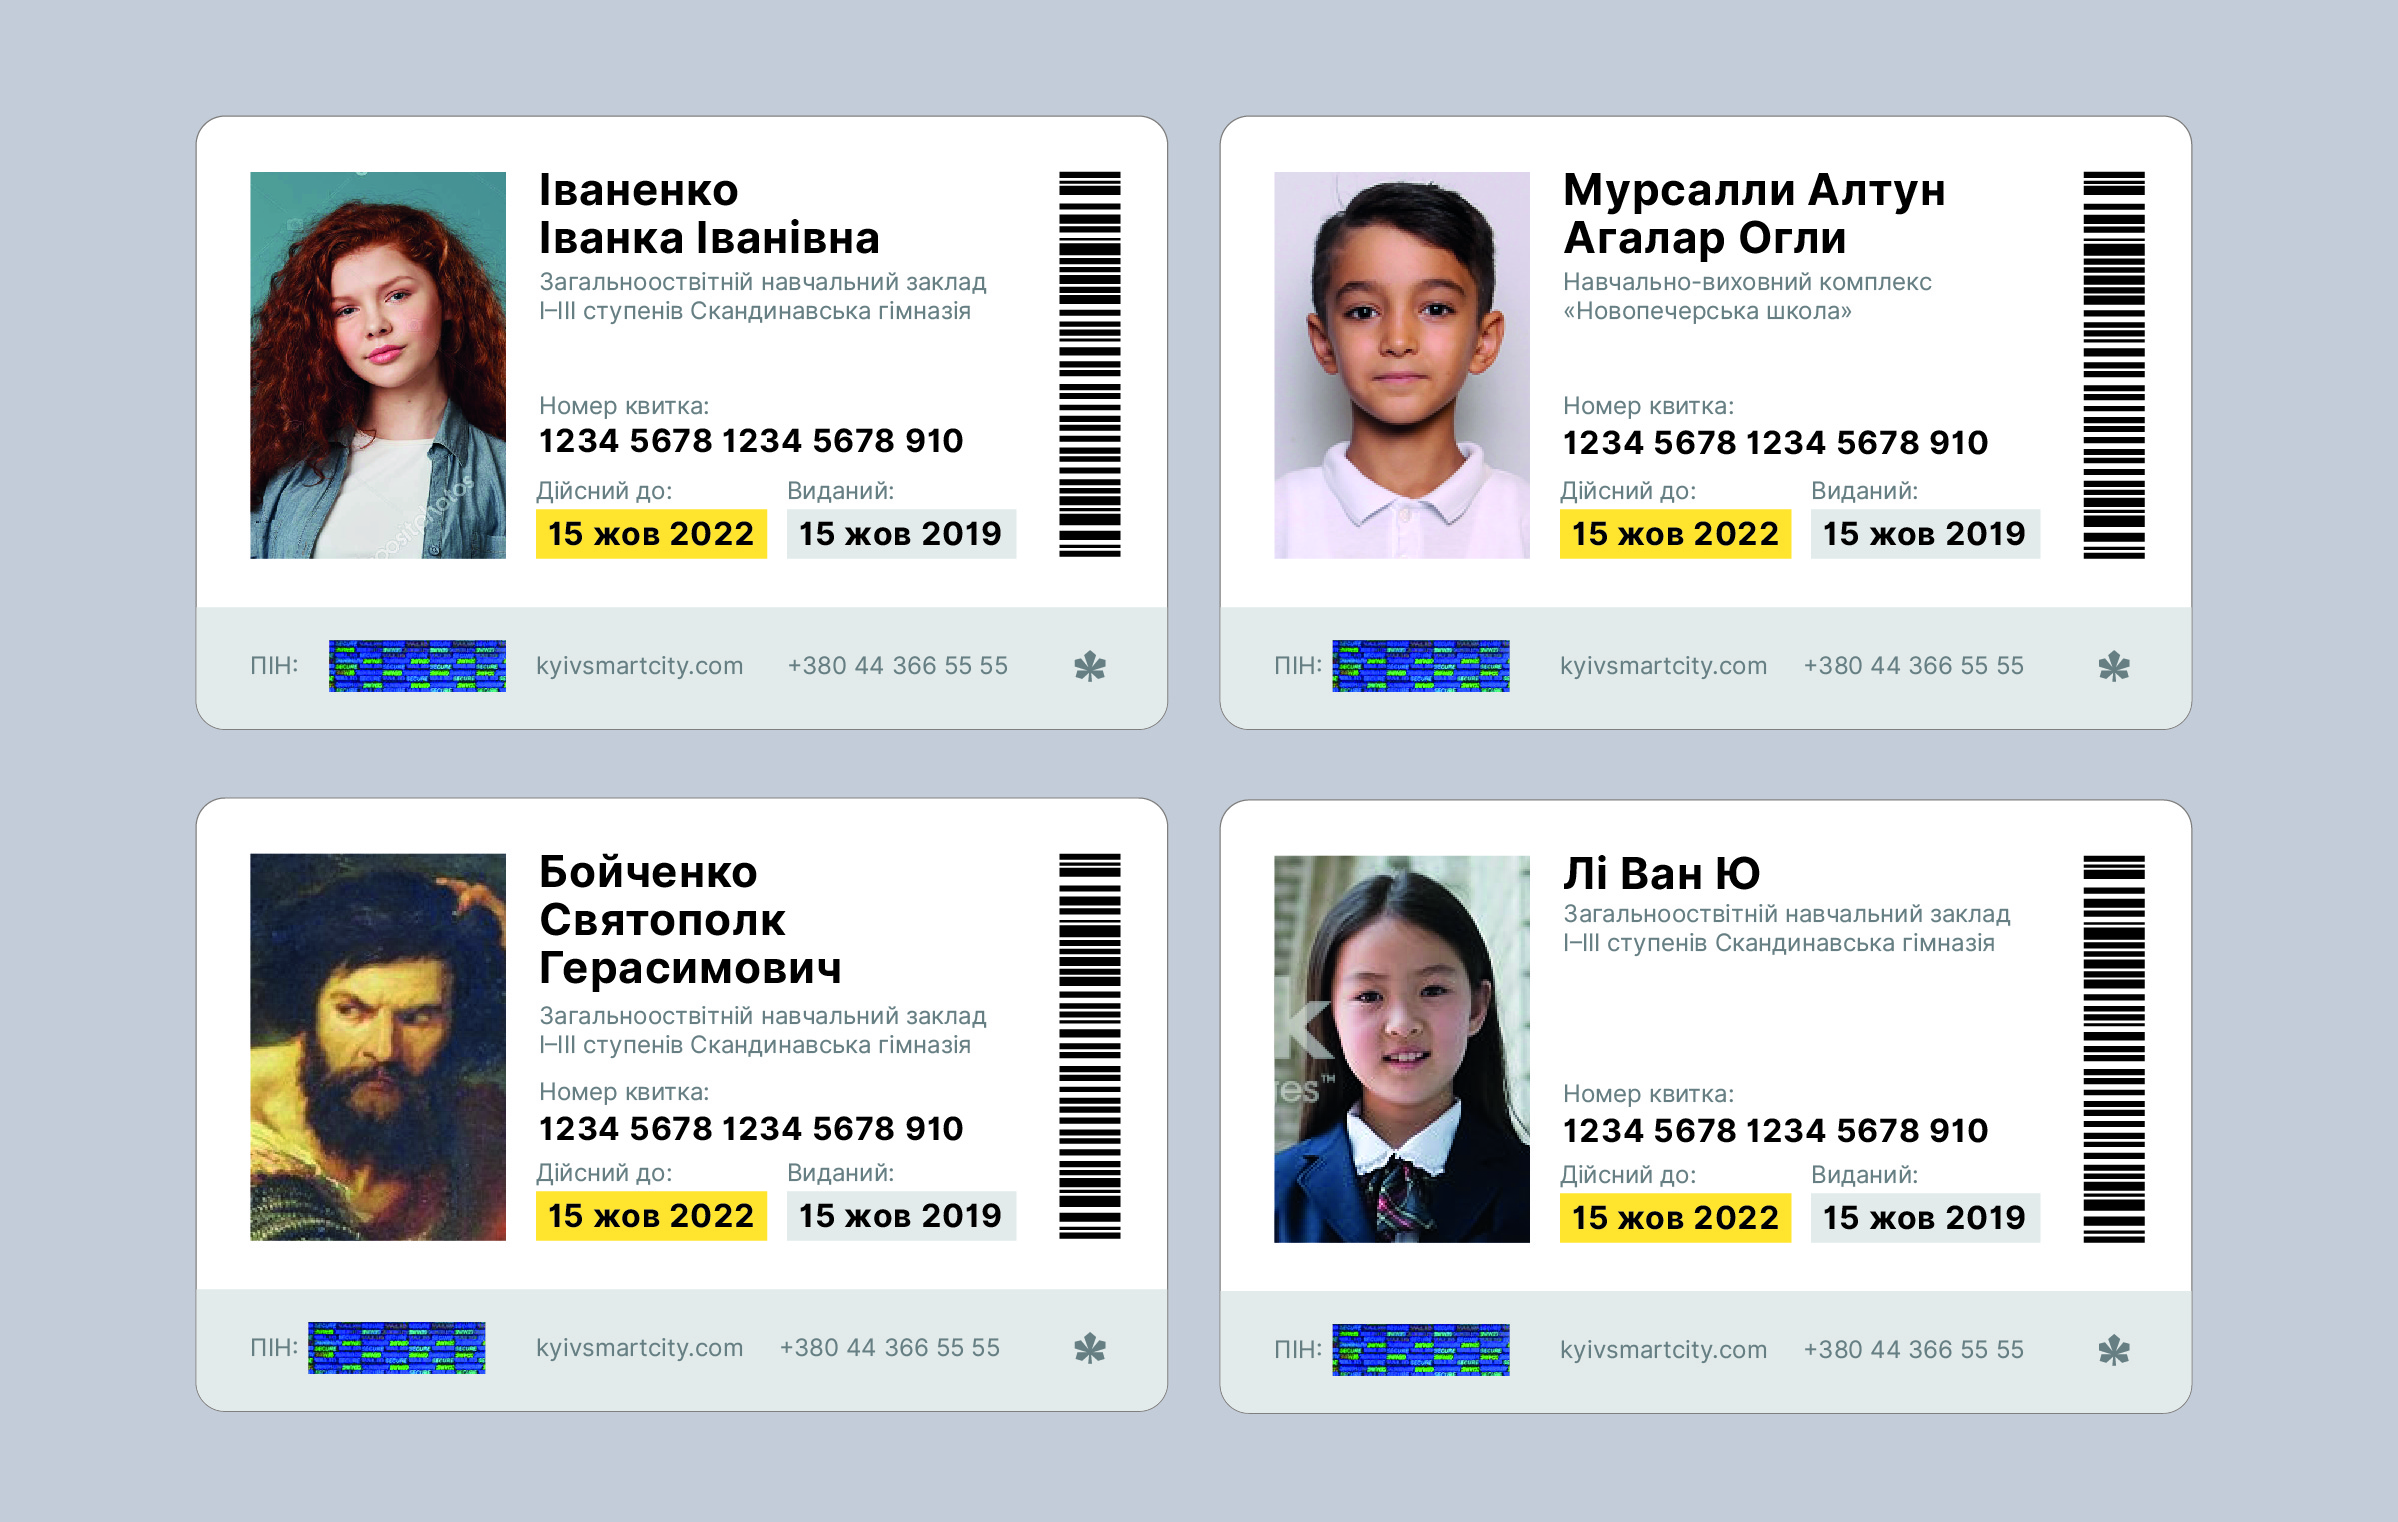 Іваненко
Іванка Іванівна
Загальноосвітній навчальний заклад
І–ІІІ ступенів Скандинавська гімназія
Номер квитка:
1234 5678 1234 5678 910
Дійсний до:
Виданий:
15 жов 2022
15 жов 2019
ПІН:
kyivsmartcity.com
+380 44 366 55 55
Мурсалли Алтун
Агалар Огли
Навчально-виховний комплекс
«Новопечерська школа»
Номер квитка:
1234 5678 1234 5678 910
Дійсний до:
Виданий:
15 жов 2022
15 жов 2019
ПІН:
kyivsmartcity.com
+380 44 366 55 55
Бойченко
Святополк
Герасимович
Загальноосвітній навчальний заклад
І–ІІІ ступенів Скандинавська гімназія
Номер квитка:
1234 5678 1234 5678 910
Дійсний до:
Виданий:
15 жов 2022
15 жов 2019
ПІН:
kyivsmartcity.com
+380 44 366 55 55
Лі Ван Ю
Загальноосвітній навчальний заклад
І–ІІІ ступенів Скандинавська гімназія
Номер квитка:
1234 5678 1234 5678 910
Дійсний до:
Виданий:
15 жов 2022
15 жов 2019
ПІН:
kyivsmartcity.com
+380 44 366 55 55